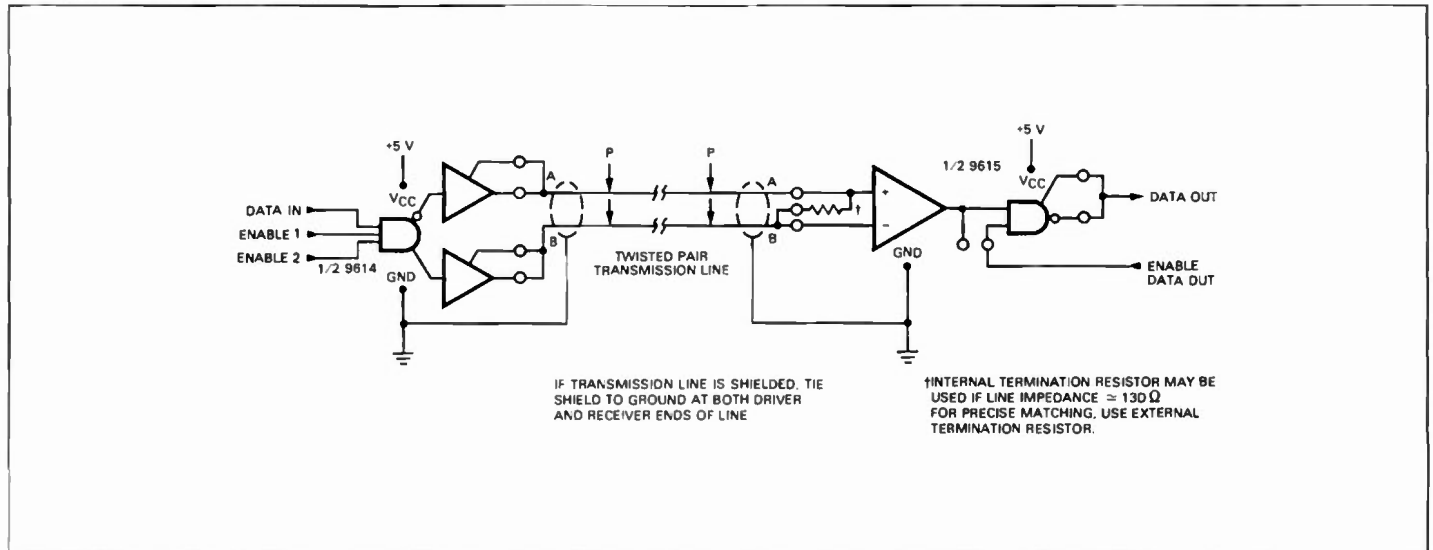 +5 V
VCC
DATA IN
ENABLE 1
ENABLE 2
1/2 9614
GND
A
B
P
P
TWISTED PAIR
TRANSMISSION LINE
A
B
†
+
−
GND
1/2 9615
+5 V
VCC
DATA OUT
ENABLE
DATA OUT
IF TRANSMISSION LINE IS SHIELDED, TIE
SHIELD TO GROUND AT BOTH DRIVER
AND RECEIVER ENDS OF LINE
†INTERNAL TERMINATION RESISTOR MAY BE
USED IF LINE IMPEDANCE ≃ 130 Ω
FOR PRECISE MATCHING, USE EXTERNAL
TERMINATION RESISTOR.